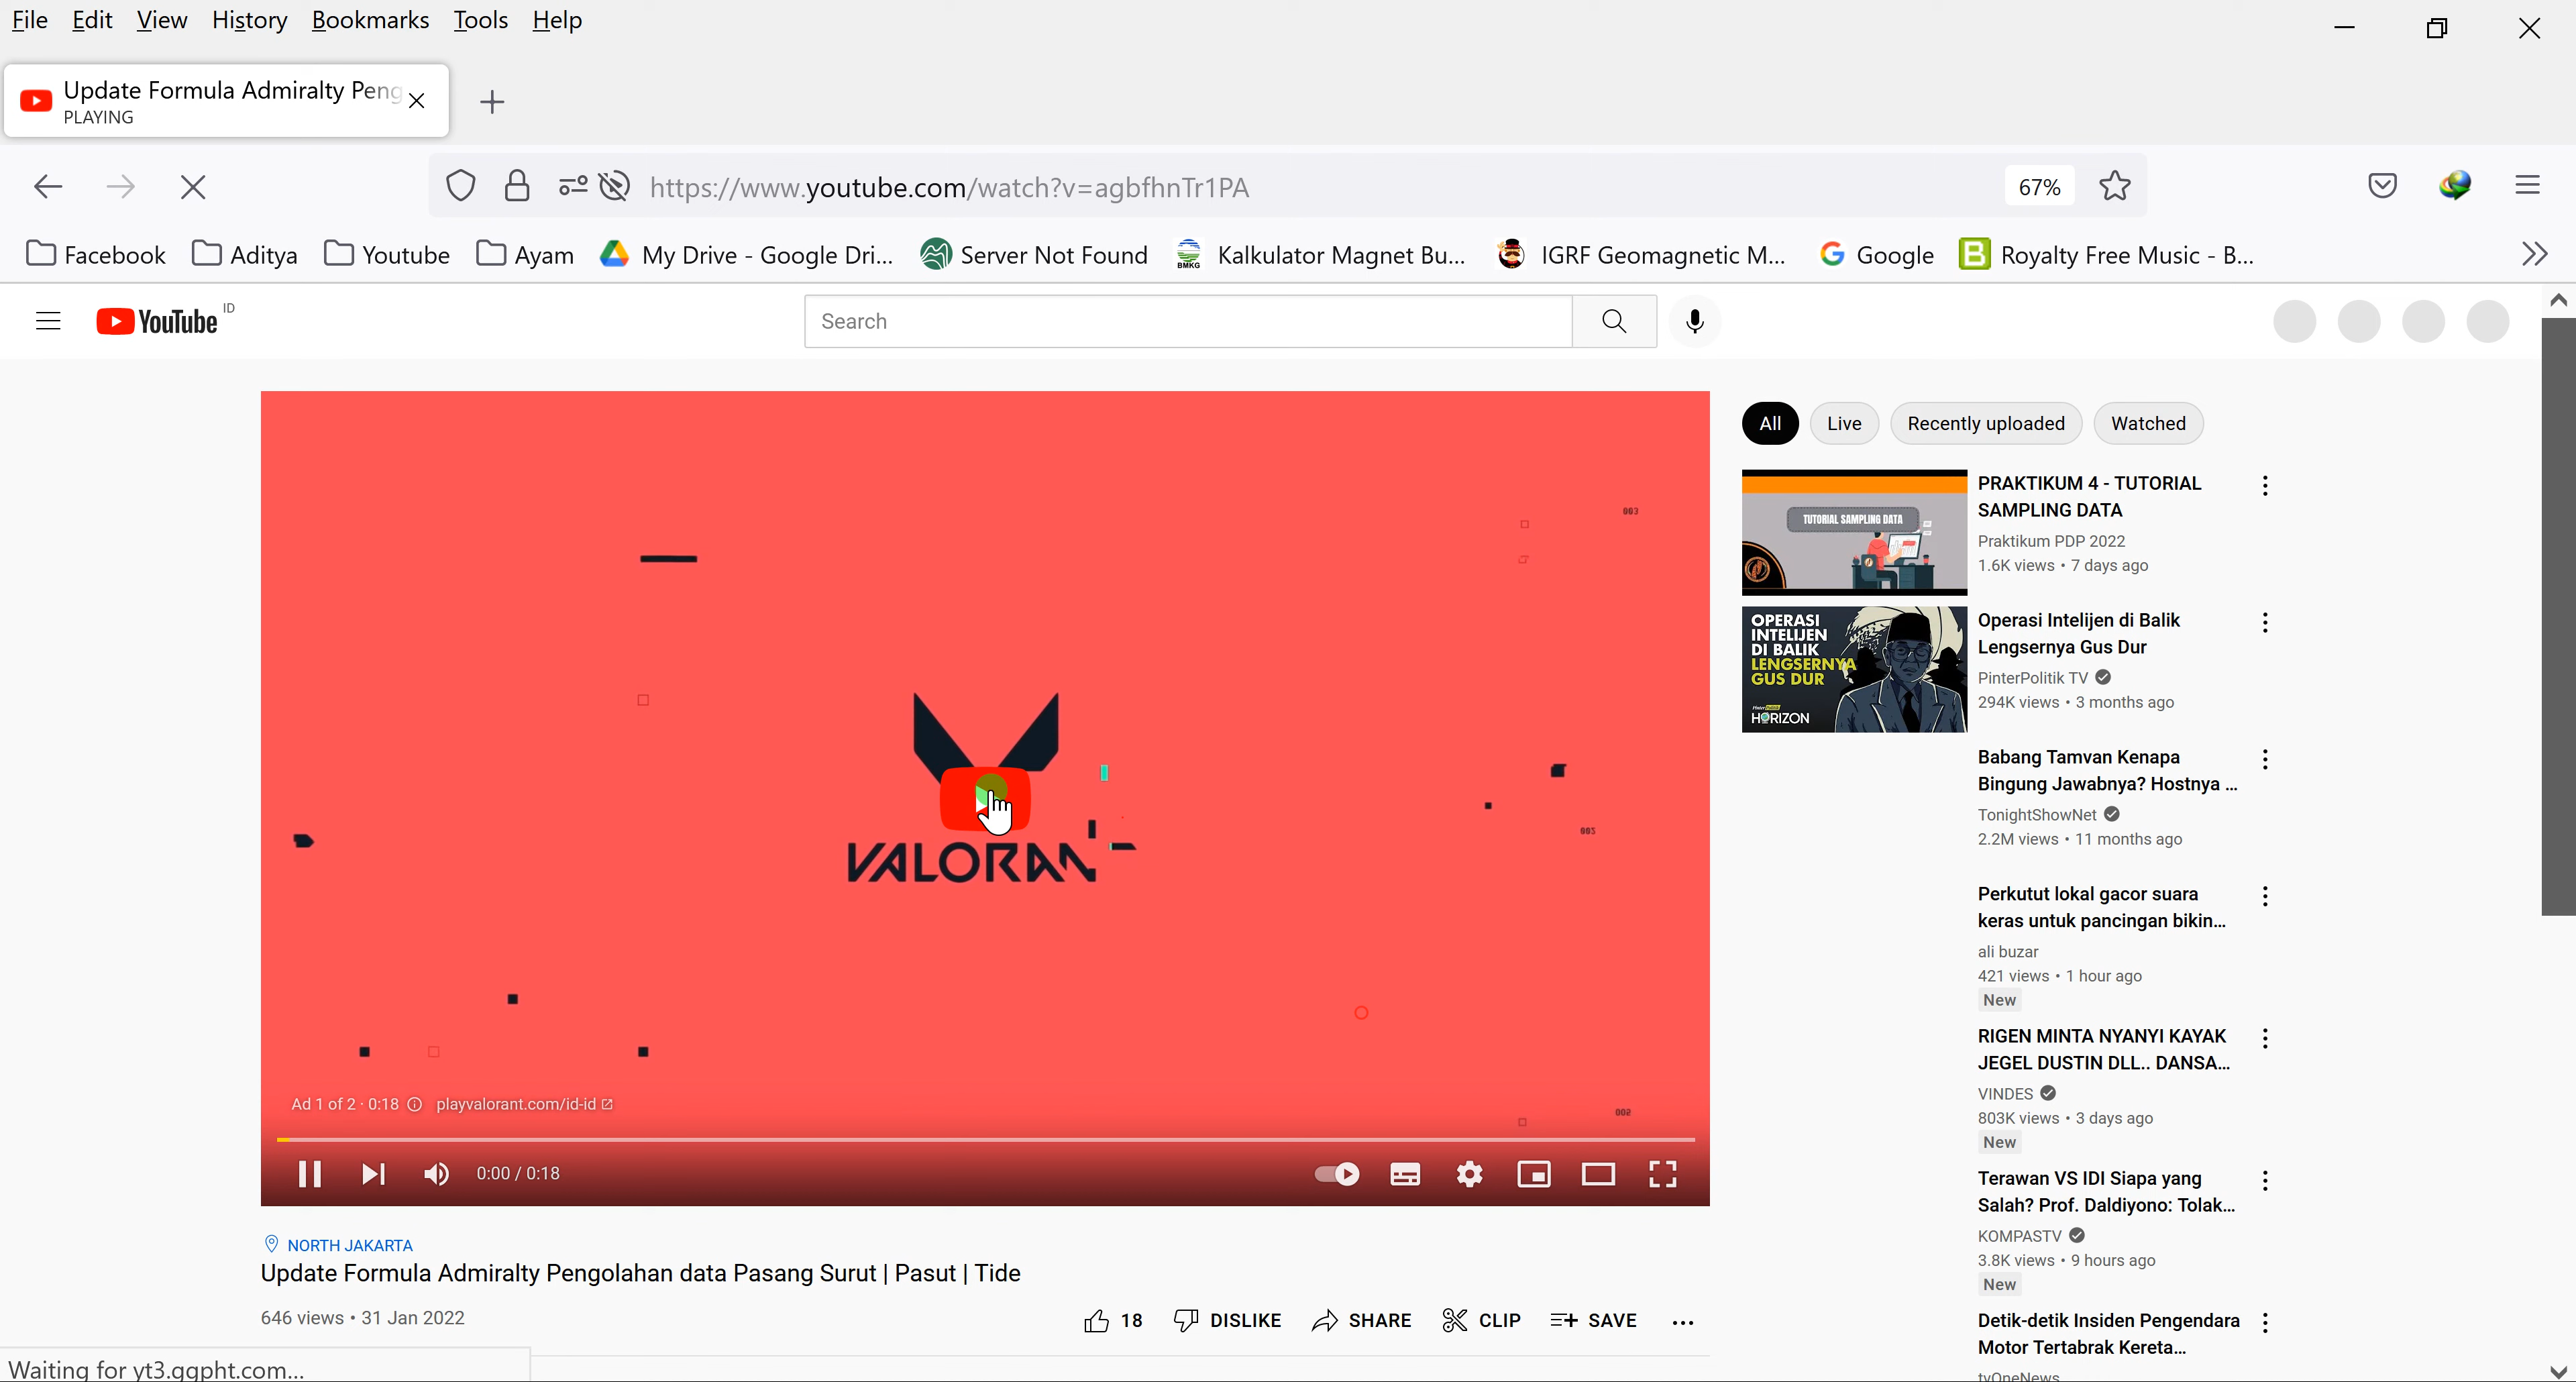 File Edit View History Bookmarks Tools Help
Update Formula Admiralty Peng
PLAYING
https://www.youtube.com/watch?v=agbfhnTr1PA
67%
Facebook Aditya Youtube Ayam My Drive - Google Dri... Server Not Found BMKG Kalkulator Magnet Bu... IGRF Geomagnetic M... Google Royalty Free Music - B...
YouTube ID
Search
All Live Recently uploaded Watched
VALORAN
003
002
005
Ad 1 of 2 · 0:18 playvalorant.com/id-id
0:00 / 0:18
NORTH JAKARTA
Update Formula Admiralty Pengolahan data Pasang Surut | Pasut | Tide
646 views • 31 Jan 2022
18 DISLIKE SHARE CLIP SAVE ...
Waiting for yt3.ggpht.com...
TUTORIAL SAMPLING DATA
PRAKTIKUM 4 - TUTORIAL
SAMPLING DATA
Praktikum PDP 2022
1.6K views • 7 days ago
OPERASI
INTELIJEN
DI BALIK
LENGSERNYA
GUS DUR
HORIZON
Operasi Intelijen di Balik
Lengsernya Gus Dur
PinterPolitik TV
294K views • 3 months ago
Babang Tamvan Kenapa
Bingung Jawabnya? Hostnya ...
TonightShowNet
2.2M views • 11 months ago
Perkutut lokal gacor suara
keras untuk pancingan bikin...
ali buzar
421 views • 1 hour ago
New
RIGEN MINTA NYANYI KAYAK
JEGEL DUSTIN DLL.. DANSA...
VINDES
803K views • 3 days ago
New
Terawan VS IDI Siapa yang
Salah? Prof. Daldiyono: Tolak...
KOMPASTV
3.8K views • 9 hours ago
New
Detik-detik Insiden Pengendara
Motor Tertabrak Kereta...
tvOneNews